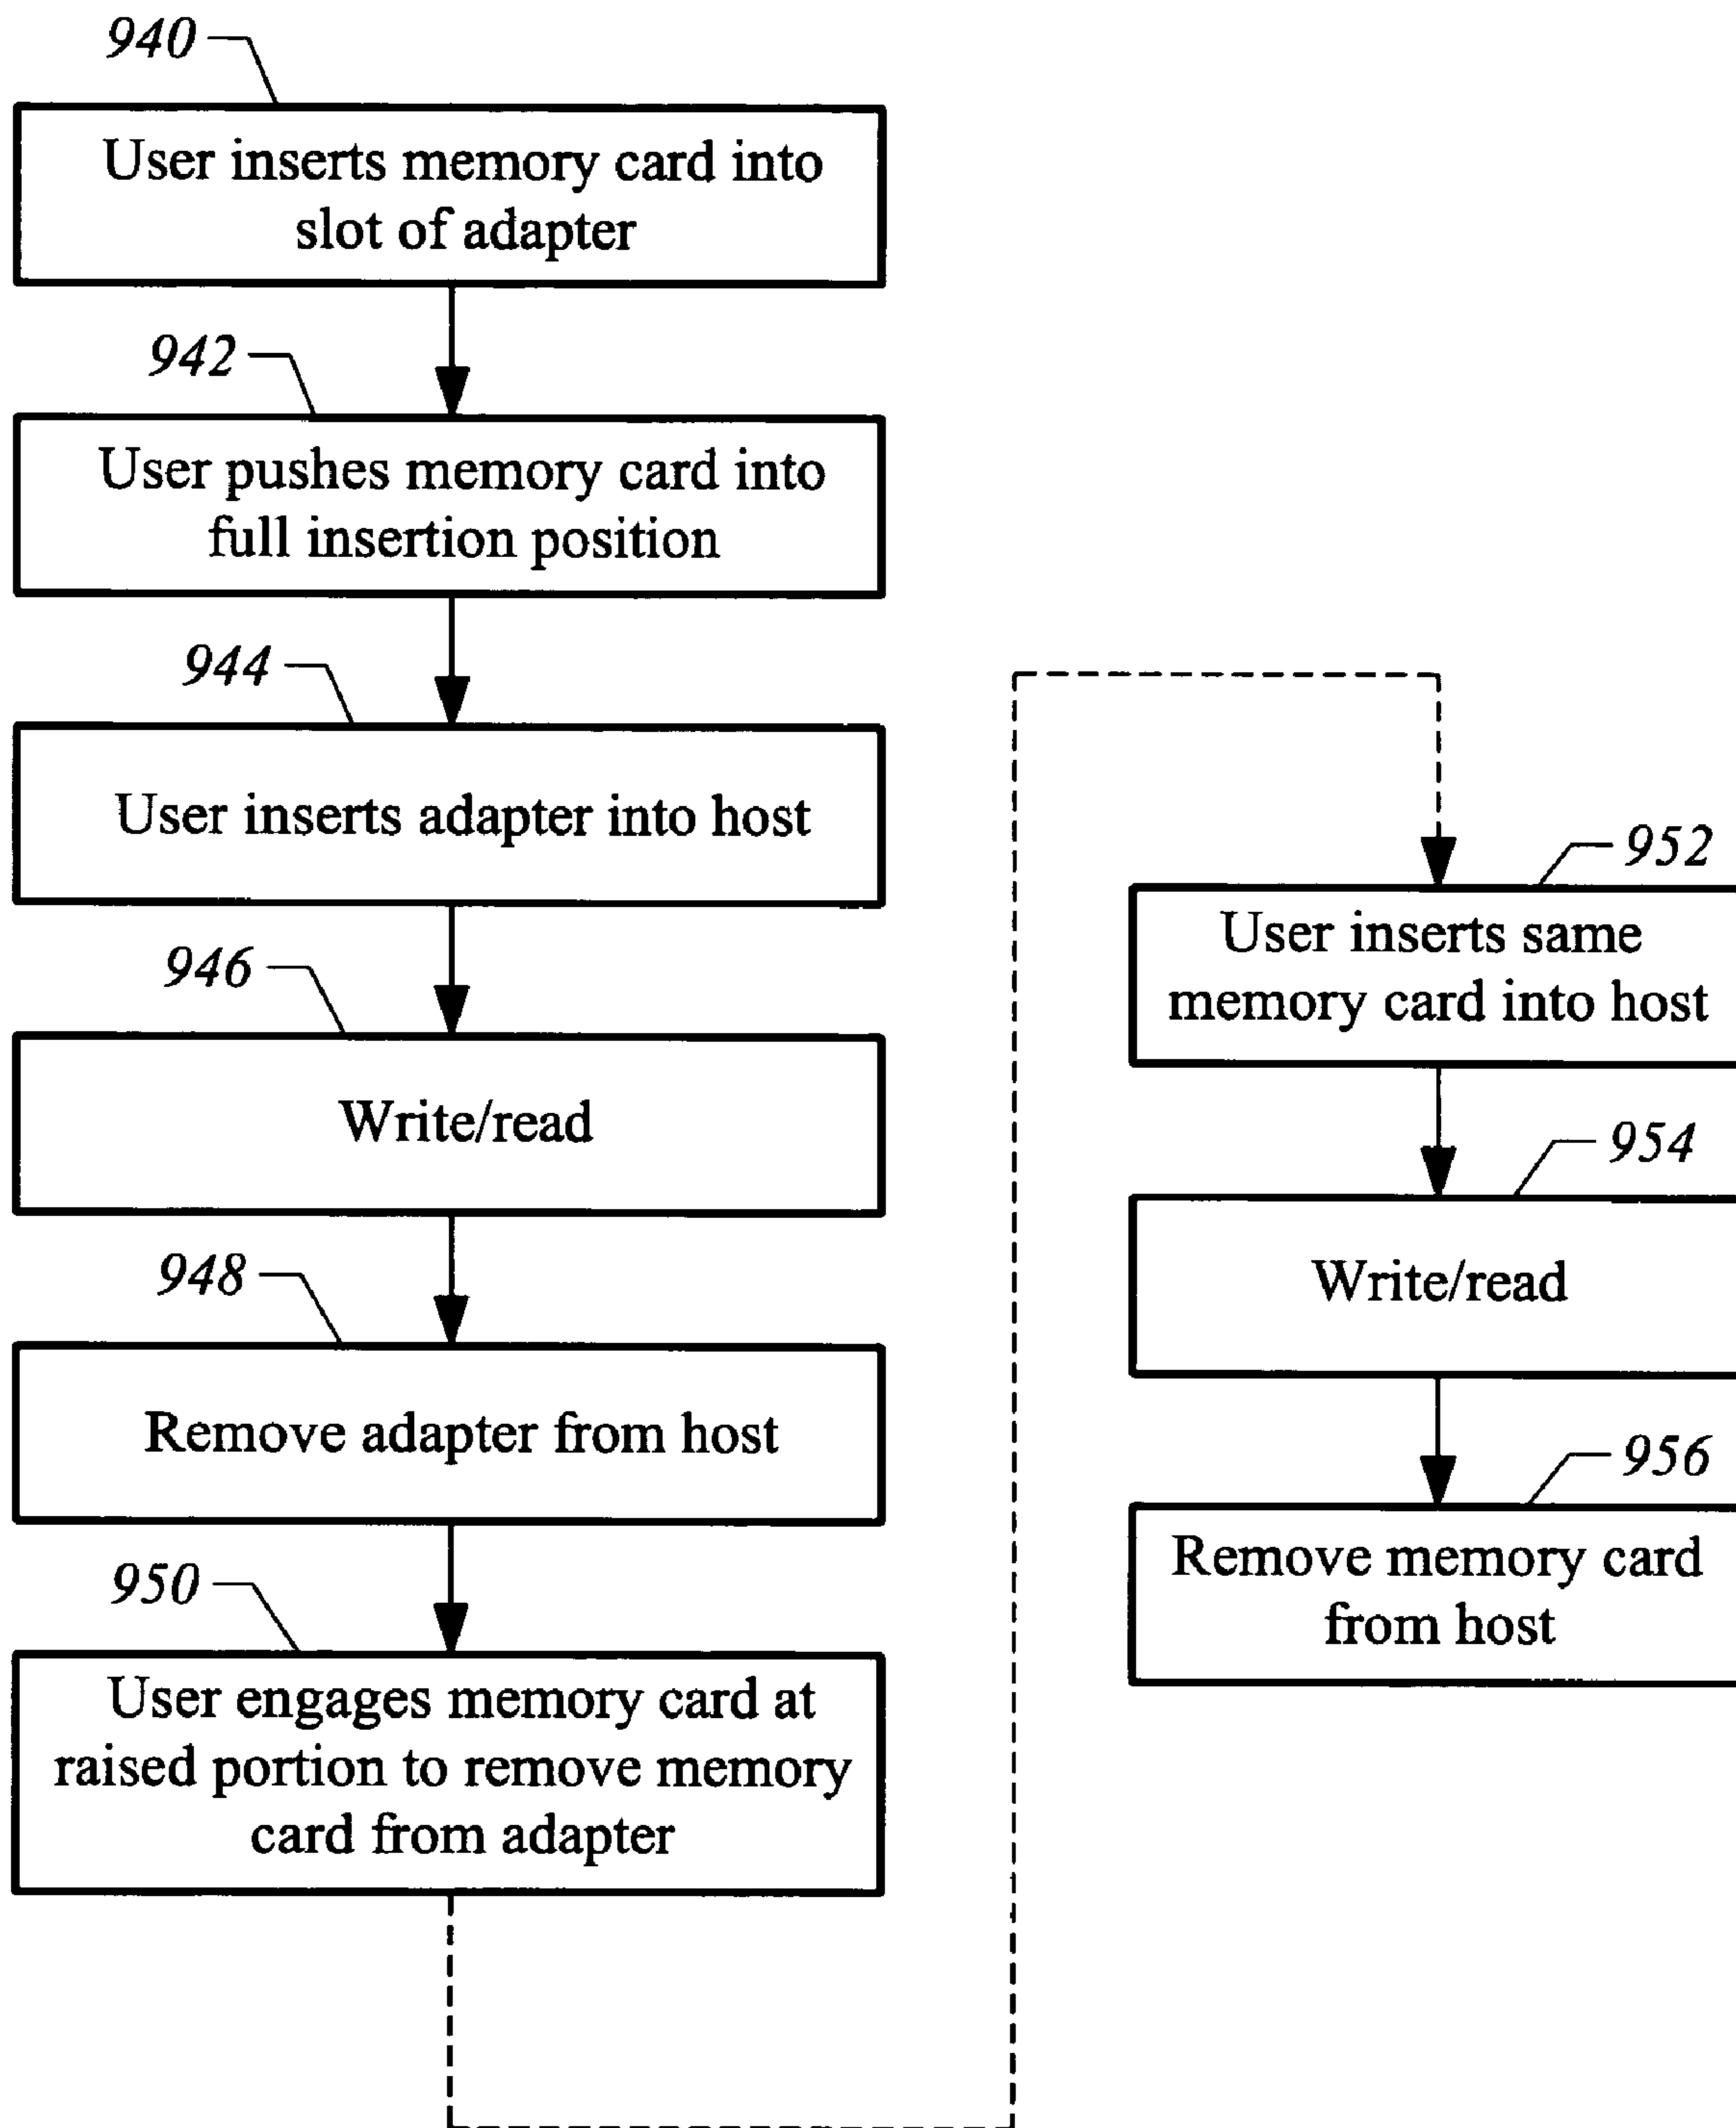 940
User inserts memory card into
slot of adapter
942
User pushes memory card into
full insertion position
944
User inserts adapter into host
946
Write/read
948
Remove adapter from host
950
User engages memory card at
raised portion to remove memory
card from adapter
952
User inserts same
memory card into host
954
Write/read
956
Remove memory card
from host